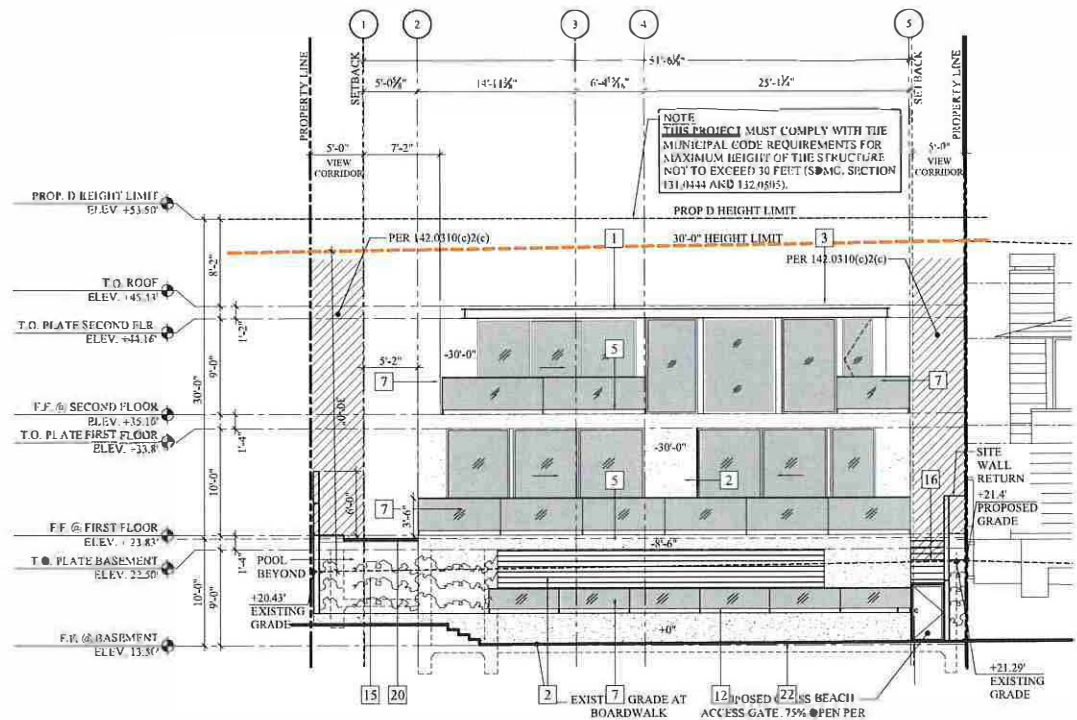 1
2
3
4
5
PROPERTY LINE
SETBACK
SETBACK
PROPERTY LINE
51'-6⅛"
5'-0⅝"
14'-11⅜"
25'-1¼"
5'-0"
VIEW
CORRIDOR
7'-2"
5'-0"
VIEW
CORRIDOR
NOTE
THIS PROJECT MUST COMPLY WITH THE
MUNICIPAL CODE REQUIREMENTS FOR
MAXIMUM HEIGHT OF THE STRUCTURE
NOT TO EXCEED 30 FEET (SDMC, SECTION
131.0444 AND 132.0505).
PROP. D HEIGHT LIMIT
ELEV. +53.50'
PROP D HEIGHT LIMIT
PER 142.0310(c)2(c)
1
30'-0" HEIGHT LIMIT
3
PER 142.0310(c)2(c)
8'-2"
T.O. ROOF
ELEV. +45.33'
T.O. PLATE SECOND FLR.
ELEV. +44.16'
1'-2"
-30'-0"
5
5'-2"
7
7
9'-0"
30'-0"
30'-0"
F.F. @ SECOND FLOOR
ELEV. +35.16'
T.O. PLATE FIRST FLOOR
ELEV. +33.8'
1'-4"
-30'-0"
10'-0"
5
2
16
SITE
WALL
RETURN
+21.4'
PROPOSED
GRADE
6'-0"
7
3'-6"
F.F. @ FIRST FLOOR
ELEV. +23.83'
-8'-6"
T.O. PLATE BASEMENT
ELEV. 22.50'
1'-4"
POOL
BEYOND
10'-0"
9'-0"
+20.43'
EXISTING
GRADE
+0"
F.F. @ BASEMENT
ELEV. 13.50'
+21.29'
EXISTING
GRADE
15
20
2
7
12
22
GRADE AT
BOARDWALK
BEACH
ACCESS GATE. 75% OPEN PER